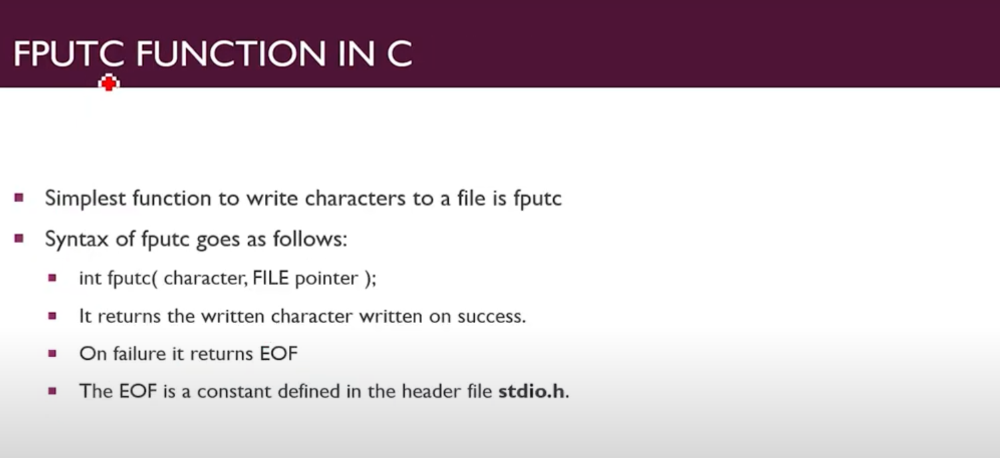 FPUTC FUNCTION IN C
Simplest function to write characters to a file is fputc
Syntax of fputc goes as follows:
int fputc( character, FILE pointer );
It returns the written character written on success.
On failure it returns EOF
The EOF is a constant defined in the header file stdio.h.